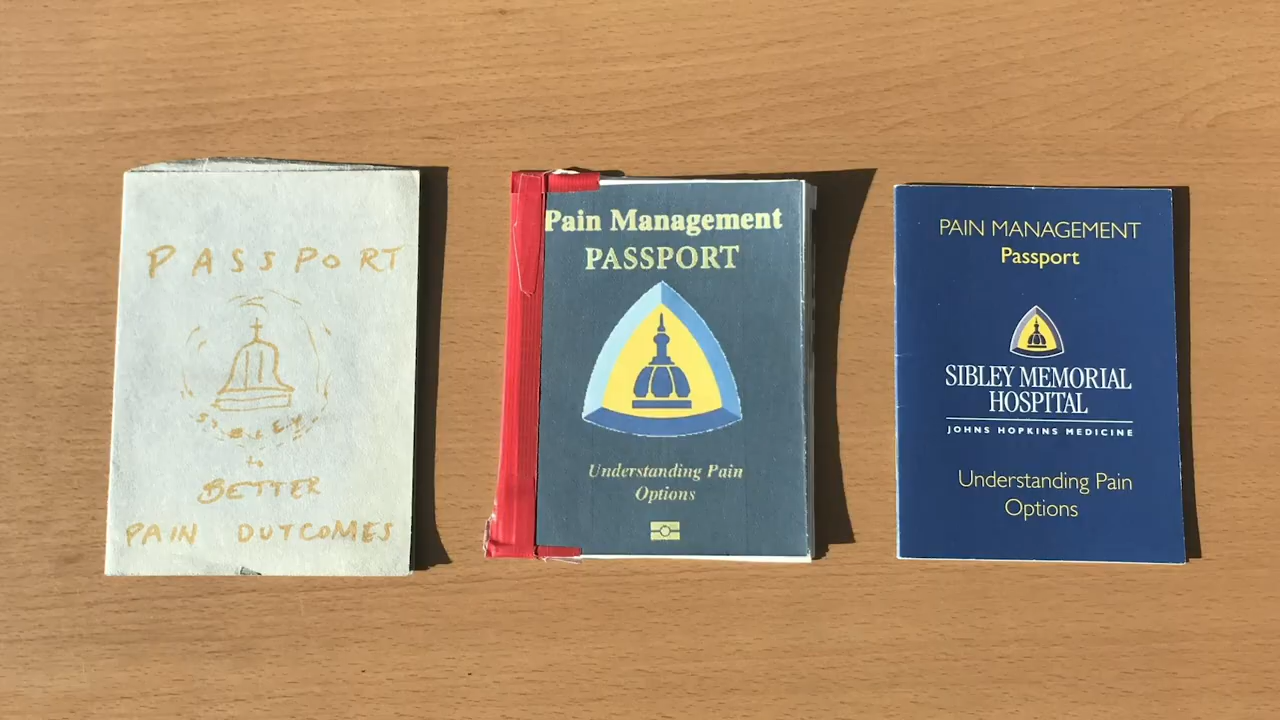 PASSPORT
SIBLEY
to
BETTER
PAIN OUTCOMES
Pain Management
PASSPORT
Understanding Pain
Options
PAIN MANAGEMENT
Passport
SIBLEY MEMORIAL
HOSPITAL
JOHNS HOPKINS MEDICINE
Understanding Pain
Options